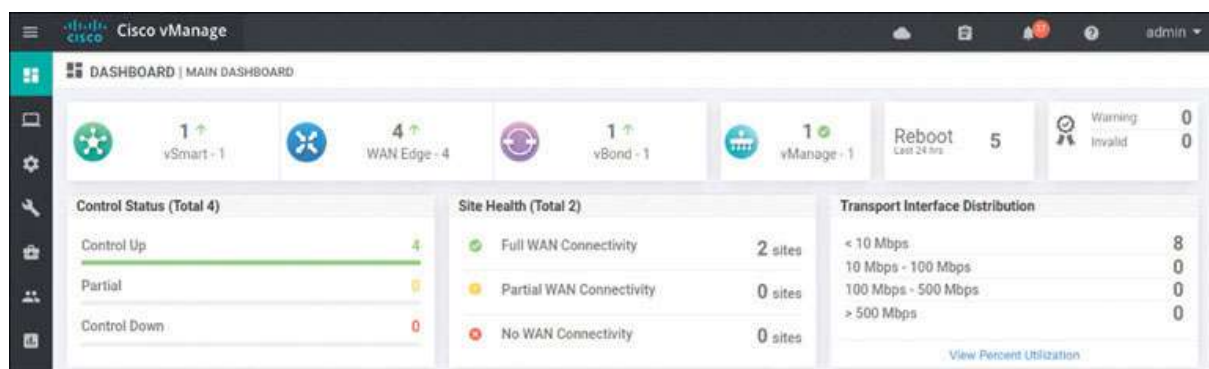 cisco Cisco vManage admin
DASHBOARD | MAIN DASHBOARD
1
vSmart - 1
4
WAN Edge - 4
1
vBond - 1
1
vManage - 1
Reboot 5
Last 24 hrs
Warning 0
Invalid 0
Control Status (Total 4)
Control Up 4
Partial 0
Control Down 0
Site Health (Total 2)
Full WAN Connectivity 2 sites
Partial WAN Connectivity 0 sites
No WAN Connectivity 0 sites
Transport Interface Distribution
< 10 Mbps 8
10 Mbps - 100 Mbps 0
100 Mbps - 500 Mbps 0
> 500 Mbps 0
View Percent Utilization